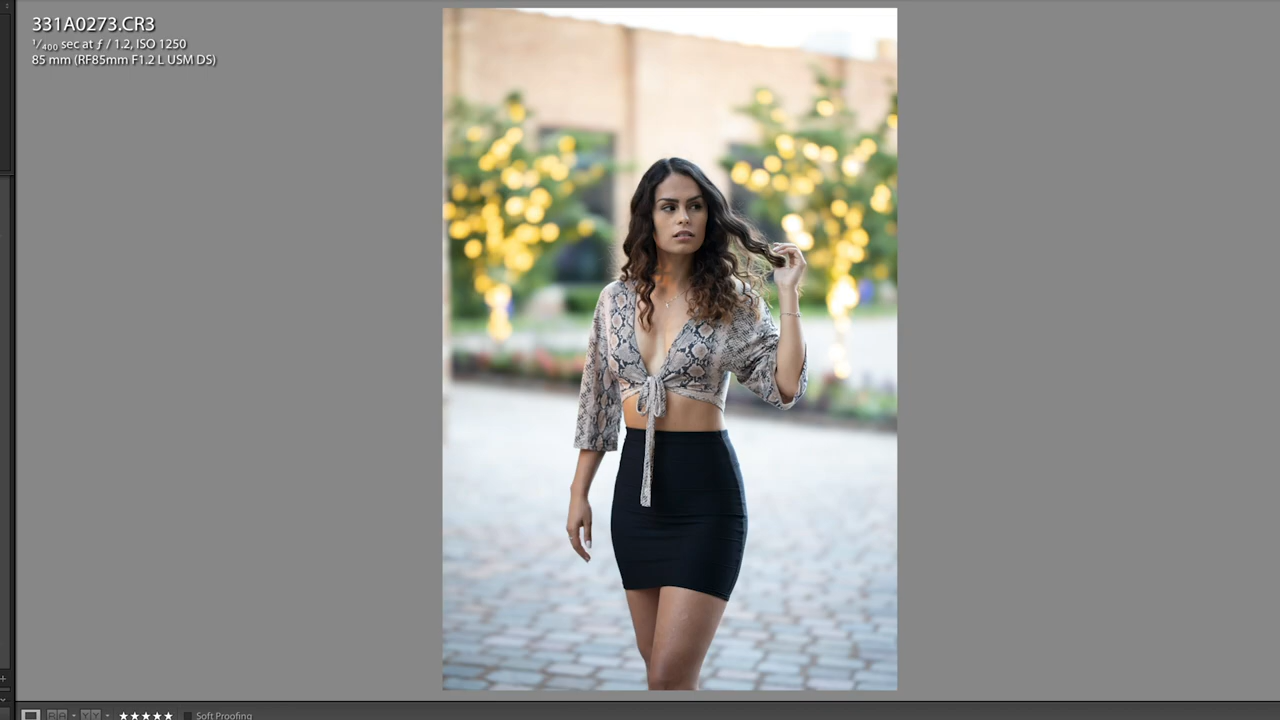 331A0273.CR3
1/400 sec at ƒ / 1.2, ISO 1250
85 mm (RF85mm F1.2 L USM DS)
Soft Proofing